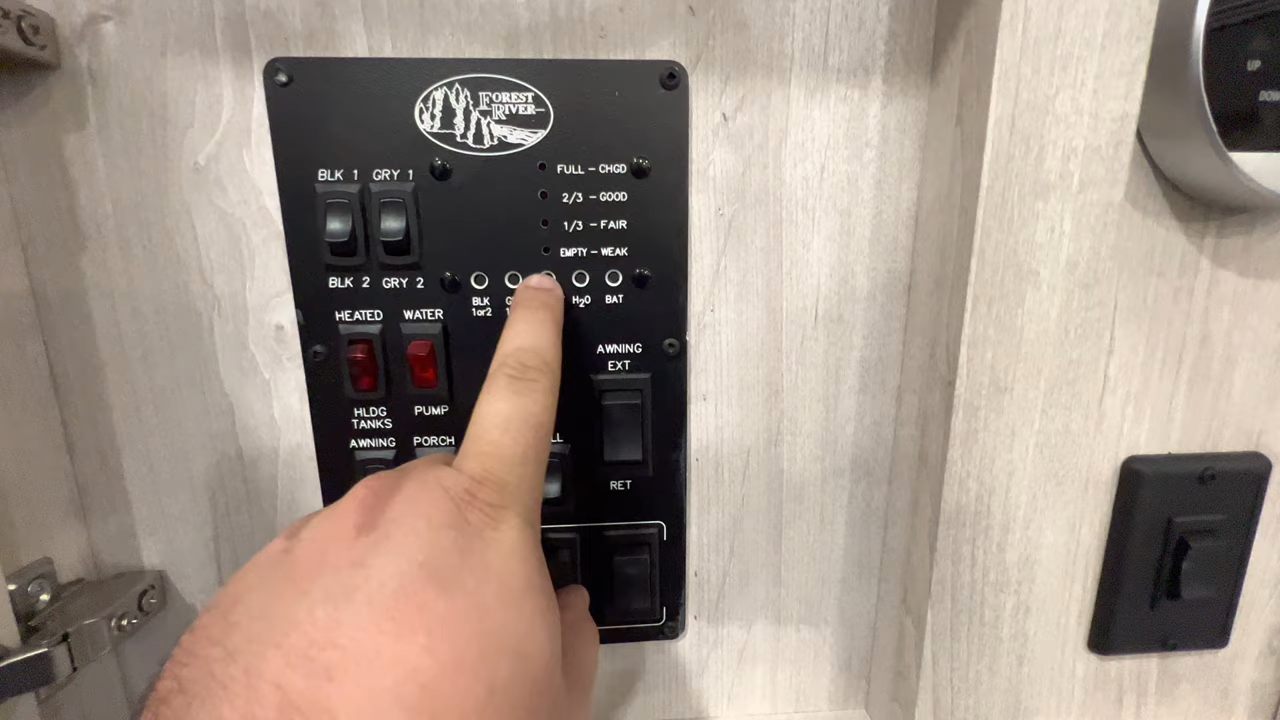 FOREST
RIVER
FULL – CHGD
2/3 – GOOD
1/3 – FAIR
EMPTY – WEAK
BLK 1 GRY 1
BLK 2 GRY 2
BLK
1or2
H2O BAT
HEATED WATER
HLDG
TANKS
PUMP
AWNING
EXT
RET
AWNING PORCH
UP